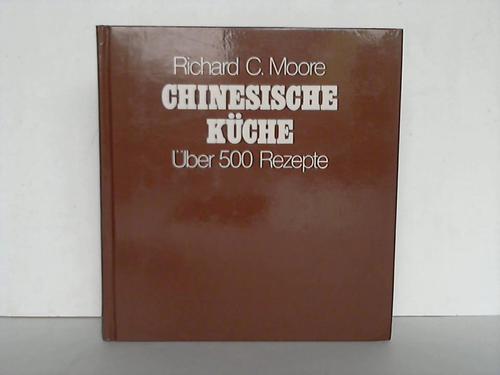 Richard C. Moore
CHINESISCHE
KÜCHE
Über 500 Rezepte